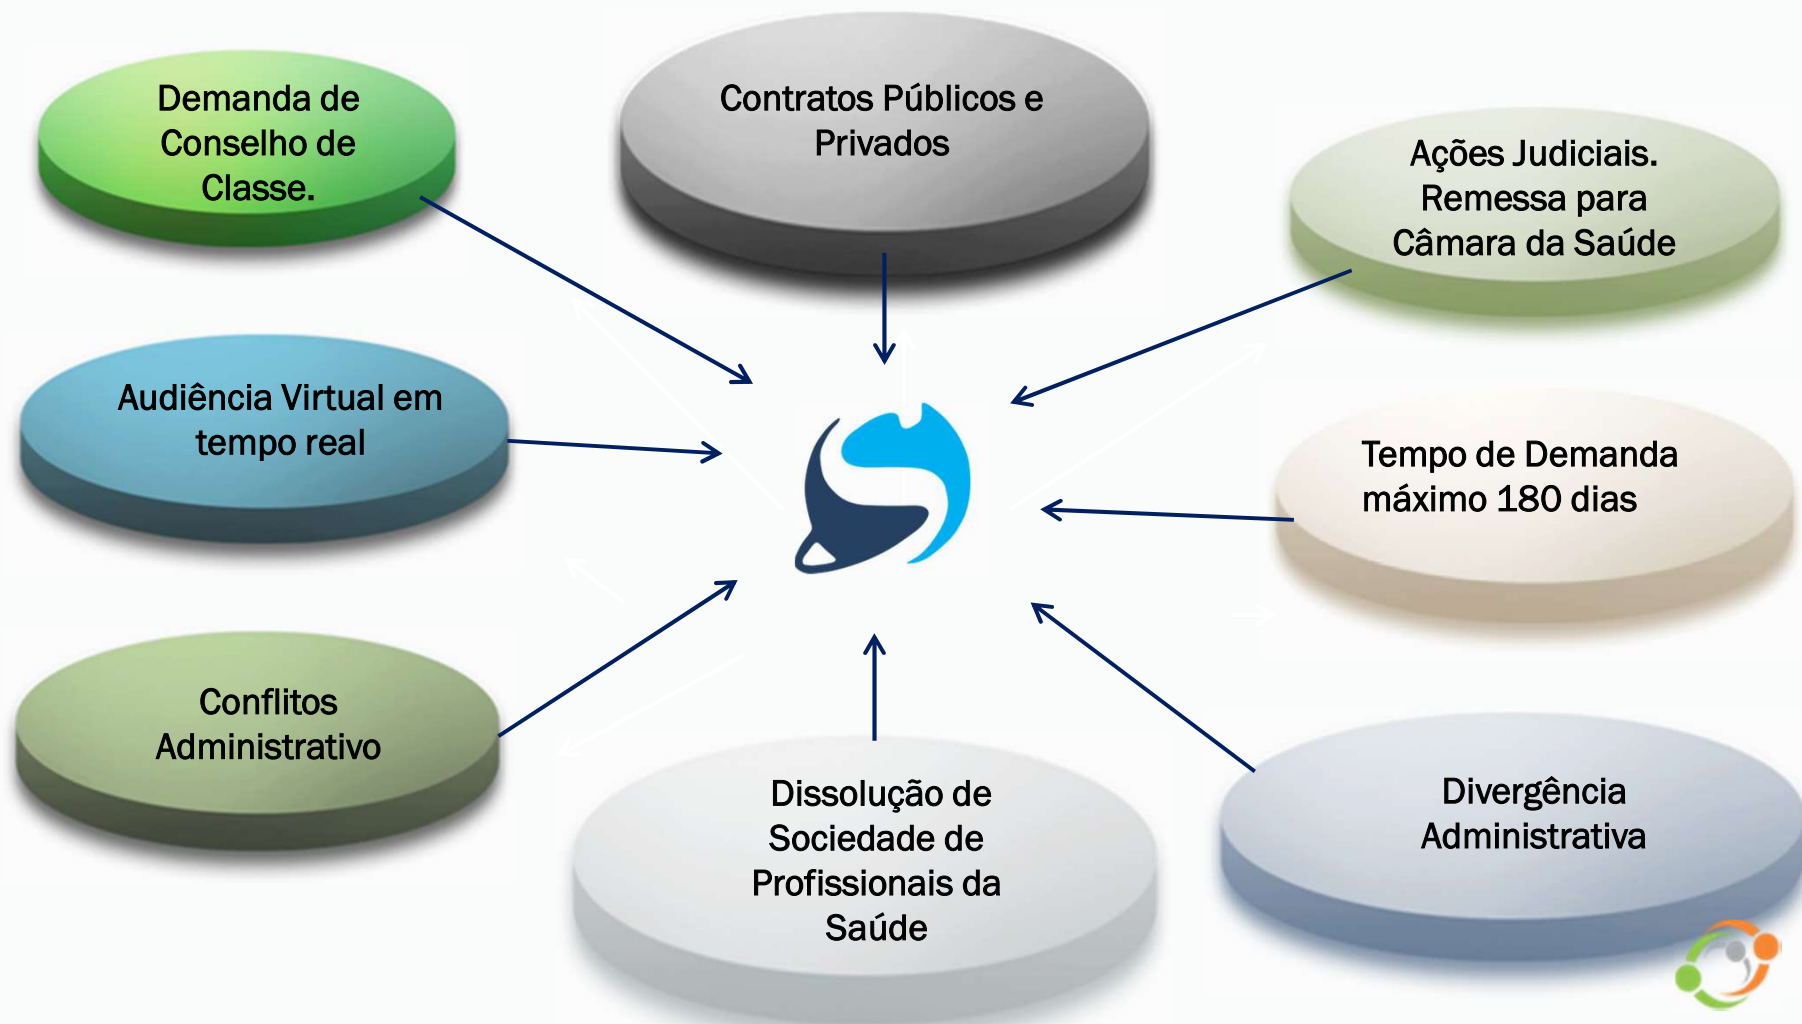 Demanda de
Conselho de
Classe.
Contratos Públicos e
Privados
Ações Judiciais.
Remessa para
Câmara da Saúde
Audiência Virtual em
tempo real
Tempo de Demanda
máximo 180 dias
Conflitos
Administrativo
Dissolução de
Sociedade de
Profissionais da
Saúde
Divergência
Administrativa